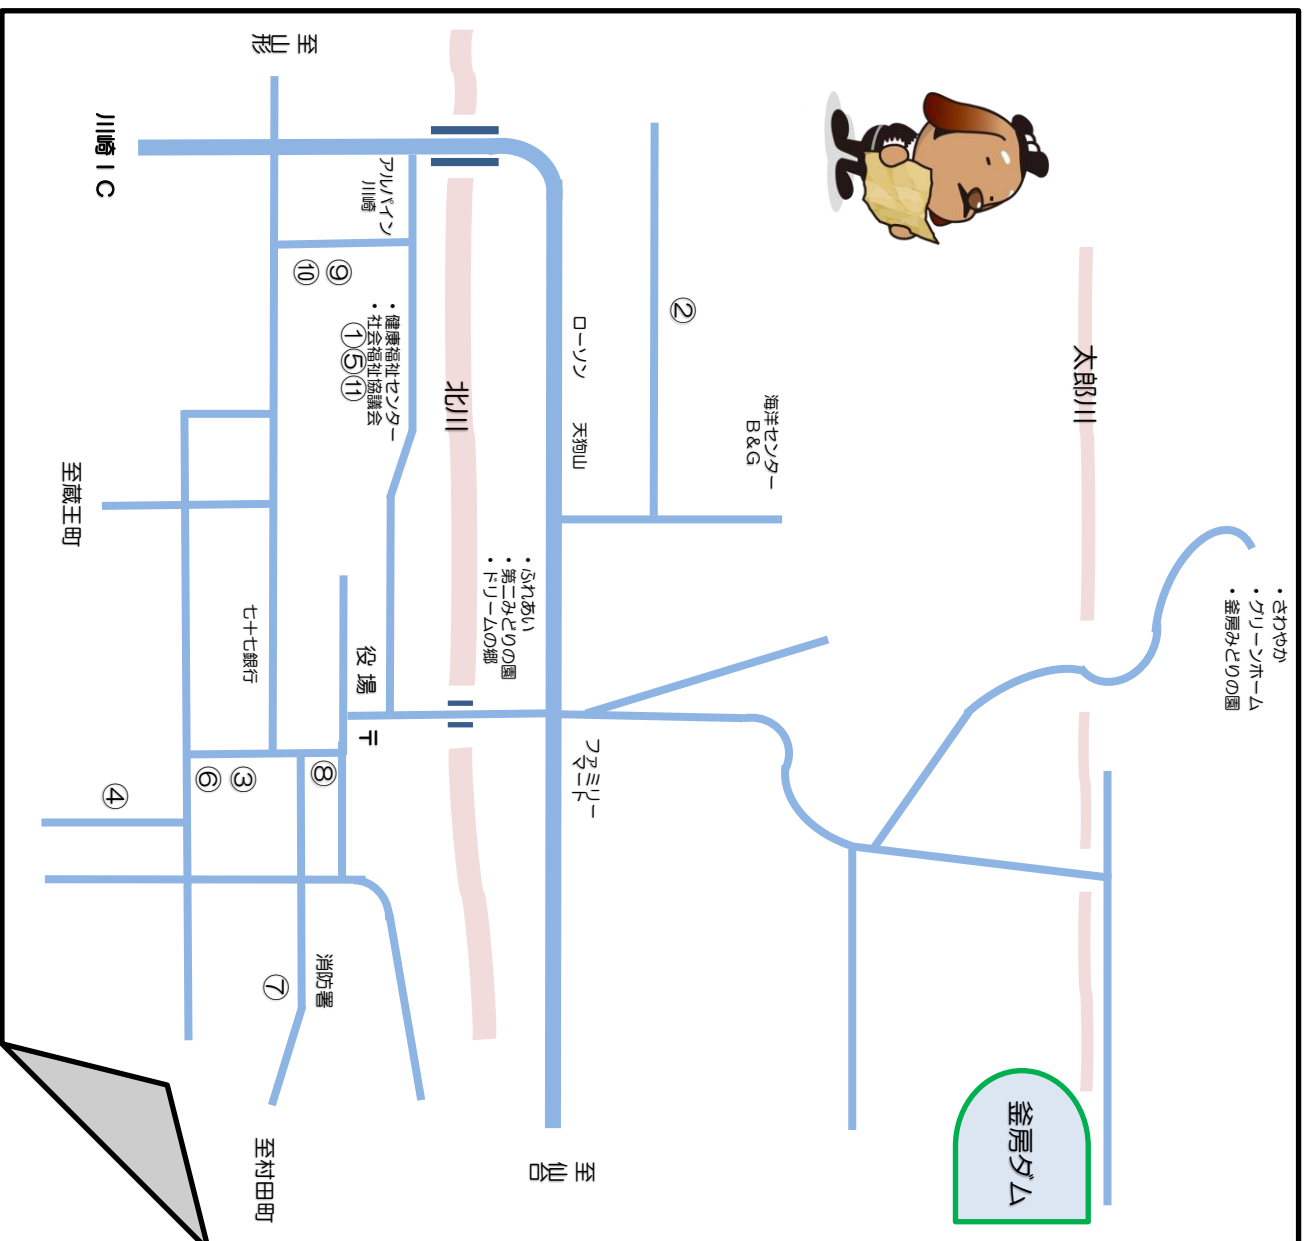 ・さわやか
・グリーンホーム
・釜房みどりの園
太郎川
釜房ダム
海洋センター
B&G
②
ローソン
天狗山
ファミリー
マート
至 仙台
・ふれあい
・第二みどりの園
・ドリームの郷
北川
・健康福祉センター
・社会福祉協議会
①⑤⑪
アルパイン
川崎
⑨
⑩
役場
〒
⑧
消防署
至 山形
七十七銀行
③
⑥
⑦
至村田町
川崎IC
④
至蔵王町